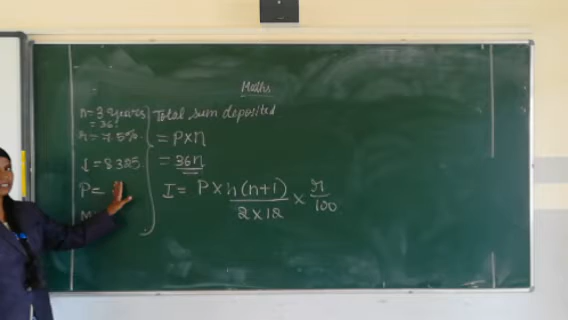 Maths
n = 3 years
= 36
r = 7.5%
I = 8325
P =
M
Total sum deposited
= P x n
= 36n
I = P x n(n+1) / 2 x 12 x r / 100